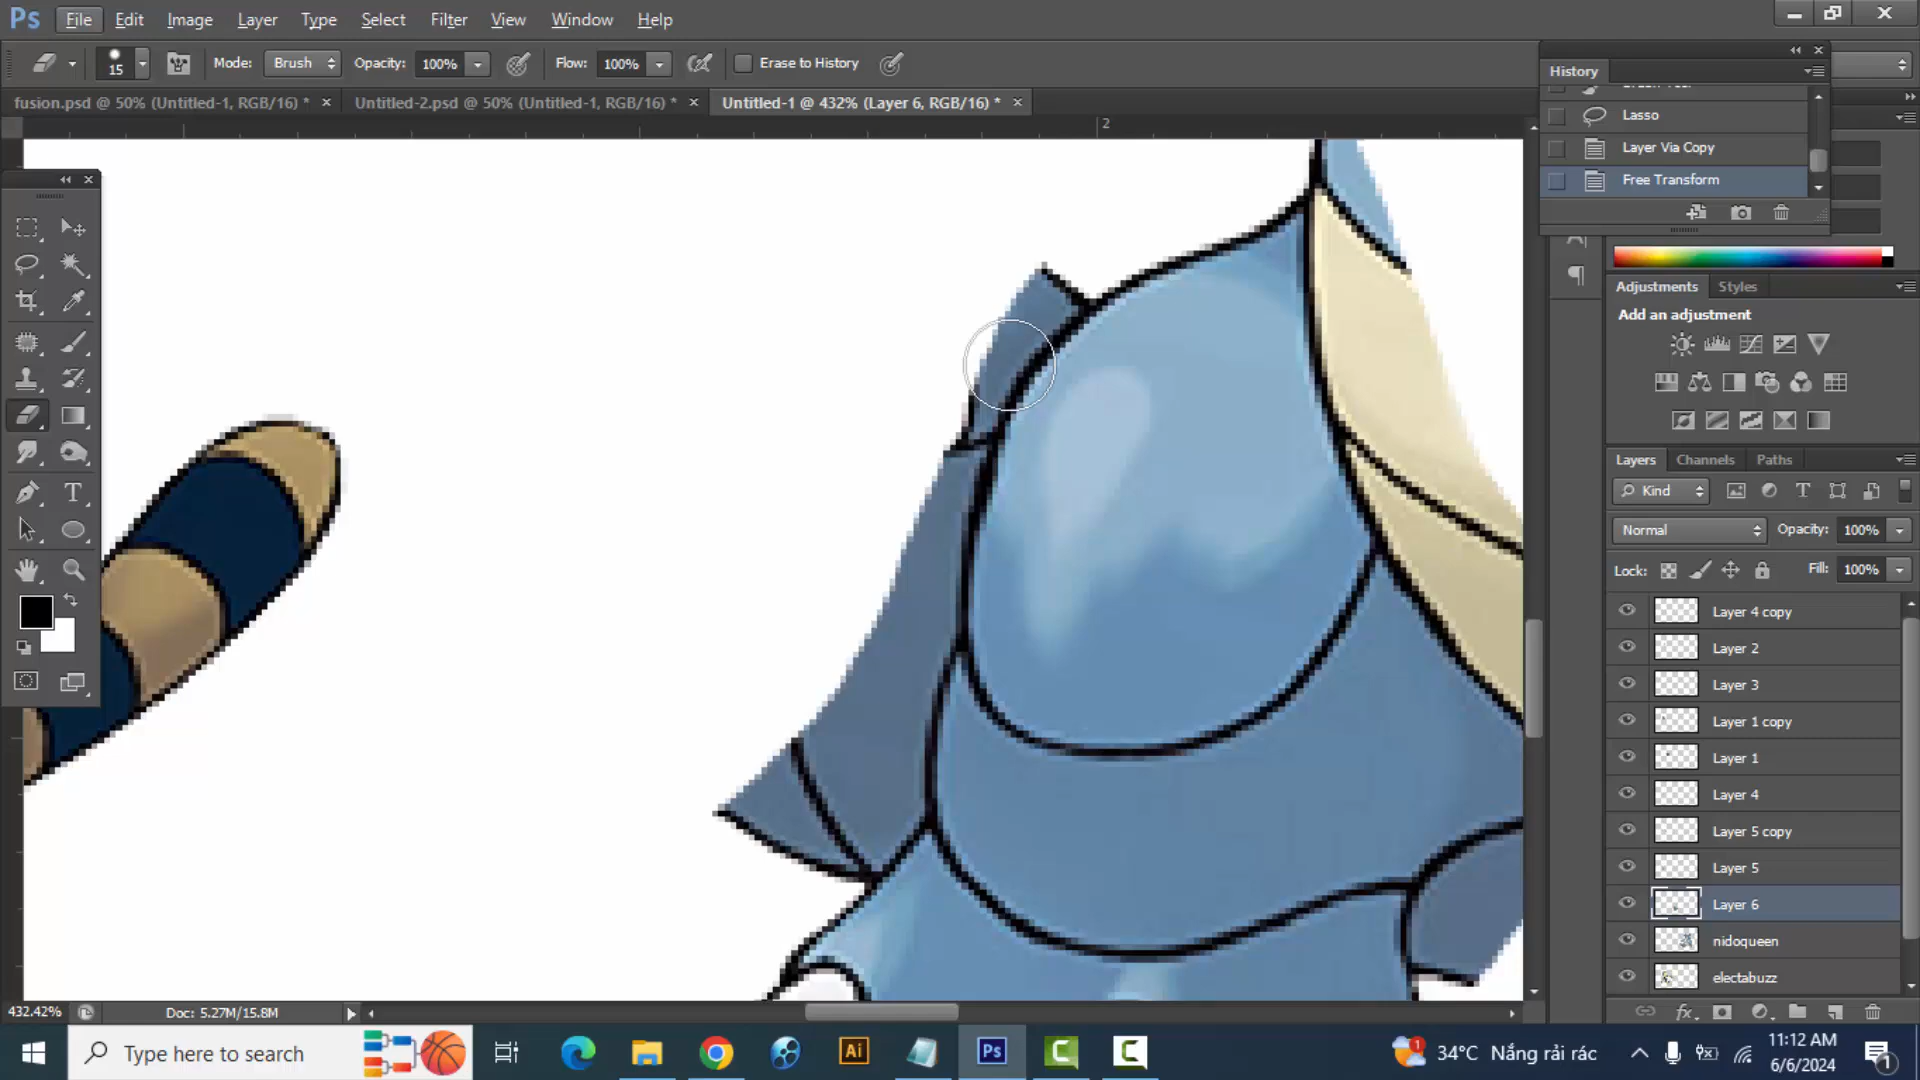 Ps File Edit Image Layer Type Select Filter View Window Help
15 Mode: Brush Opacity: 100% Flow: 100% Erase to History
fusion.psd @ 50% (Untitled-1, RGB/16) * × Untitled-2.psd @ 50% (Untitled-1, RGB/16) * × Untitled-1 @ 432% (Layer 6, RGB/16) * ×
2
History
Lasso
Layer Via Copy
Free Transform
Adjustments Styles
Add an adjustment
Layers Channels Paths
Kind
Normal Opacity: 100%
Lock: Fill: 100%
Layer 4 copy
Layer 2
Layer 3
Layer 1 copy
Layer 1
Layer 4
Layer 5 copy
Layer 5
Layer 6
nidoqueen
electabuzz
432.42% Doc: 5.27M/15.8M
Type here to search
Ai Ps
1 34°C Nắng rải rác
11:12 AM
6/6/2024
1